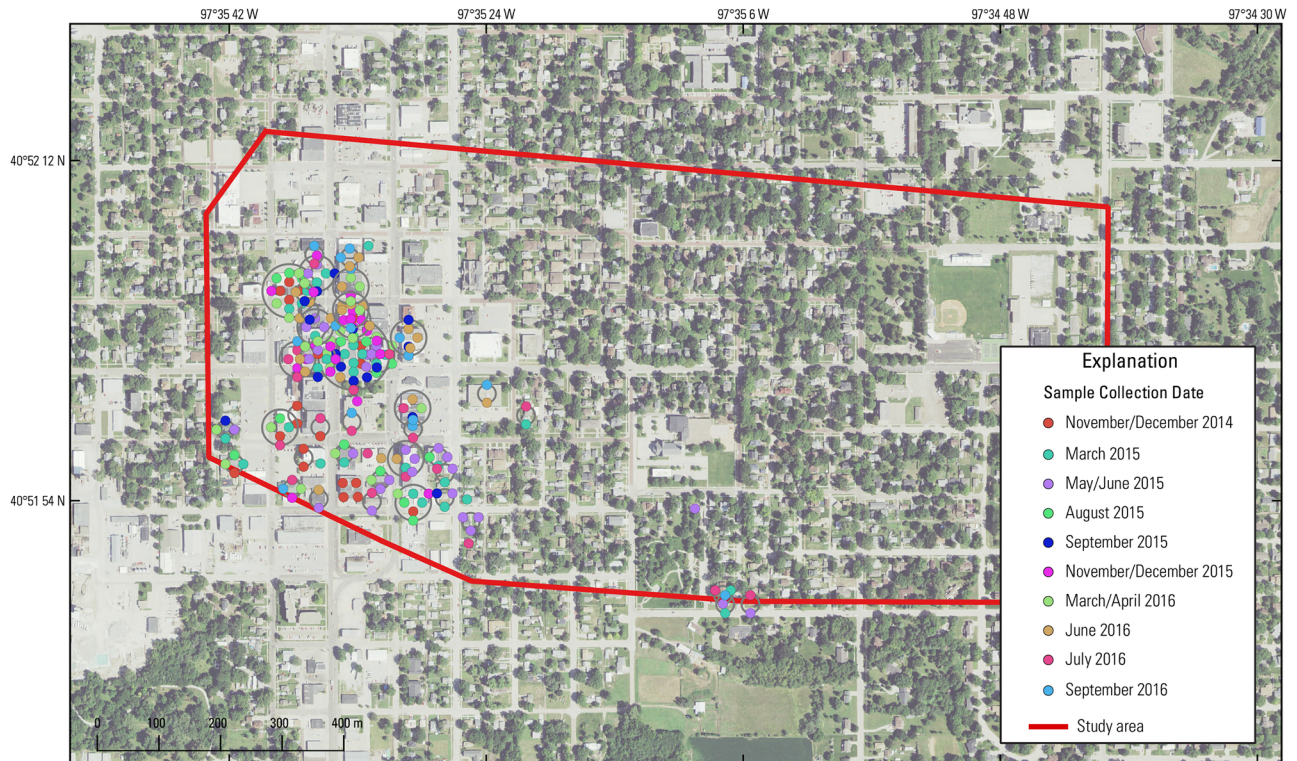 97°35 42 W
97°35 24 W
97°35 6 W
97°34 48 W
97°34 30 W
40°52 12 N
40°51 54 N
Explanation
Sample Collection Date
November/December 2014
March 2015
May/June 2015
August 2015
September 2015
November/December 2015
March/April 2016
June 2016
July 2016
September 2016
Study area
0 100 200 300 400 m